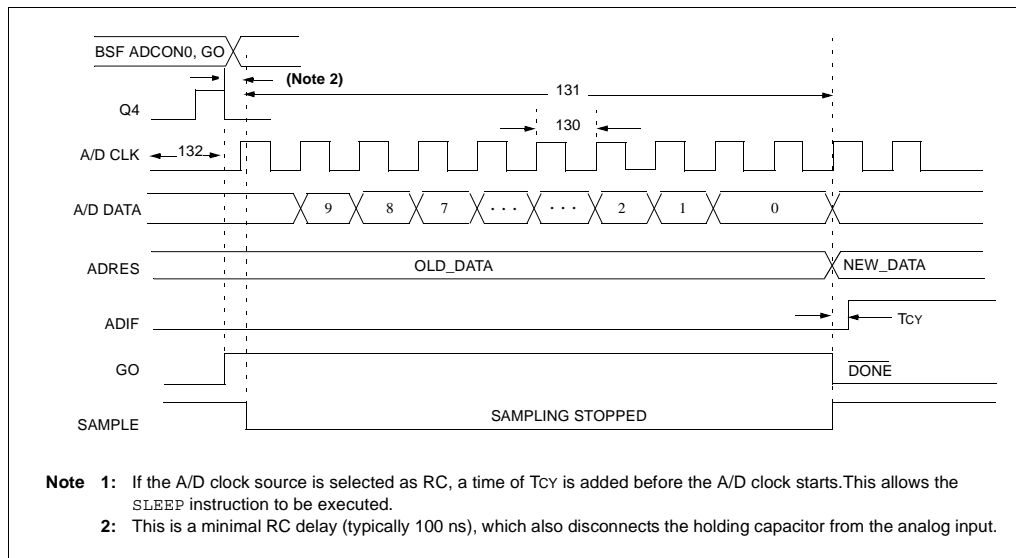 BSF ADCON0, GO
(Note 2)
131
Q4
130
A/D CLK
132
A/D DATA
9 8 7 · · · · · · 2 1 0
ADRES
OLD_DATA
NEW_DATA
ADIF
TCY
GO
DONE
SAMPLE
SAMPLING STOPPED
Note 1: If the A/D clock source is selected as RC, a time of TCY is added before the A/D clock starts.This allows the
SLEEP instruction to be executed.
2: This is a minimal RC delay (typically 100 ns), which also disconnects the holding capacitor from the analog input.